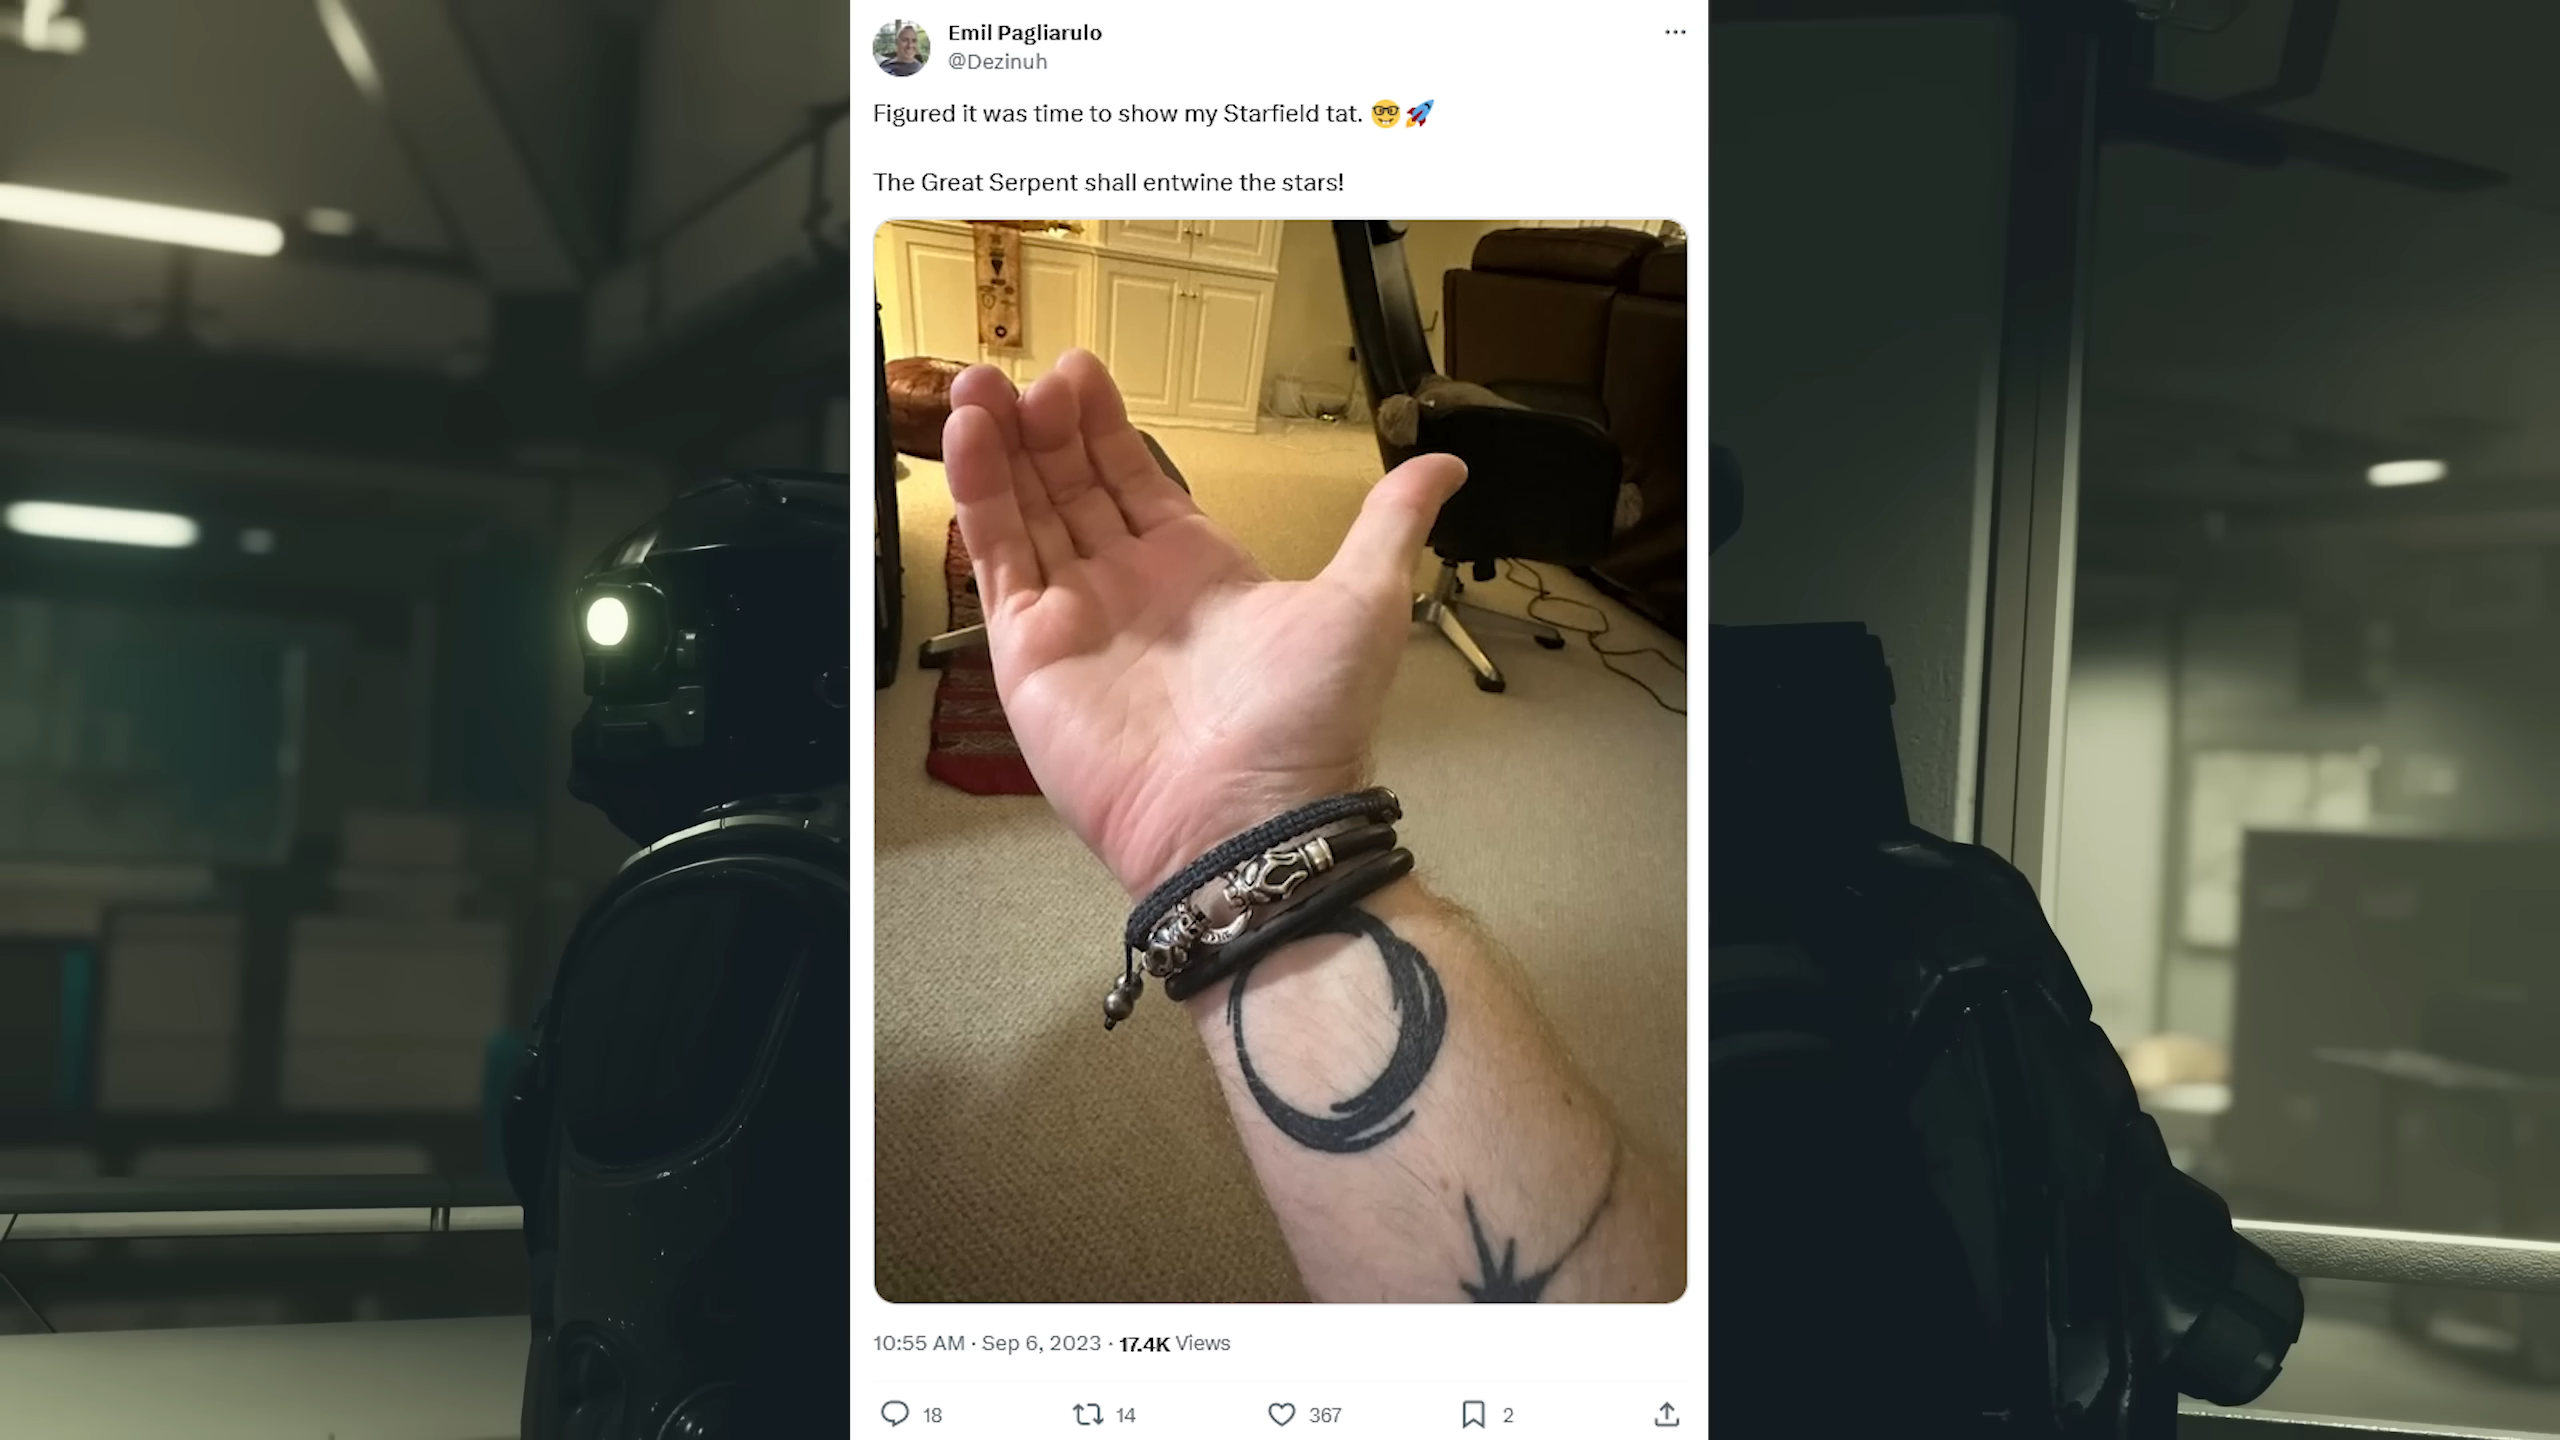 Emil Pagliarulo
@Dezinuh
Figured it was time to show my Starfield tat. 🤓🚀
The Great Serpent shall entwine the stars!
10:55 AM · Sep 6, 2023 · 17.4K Views
18 14 367 2